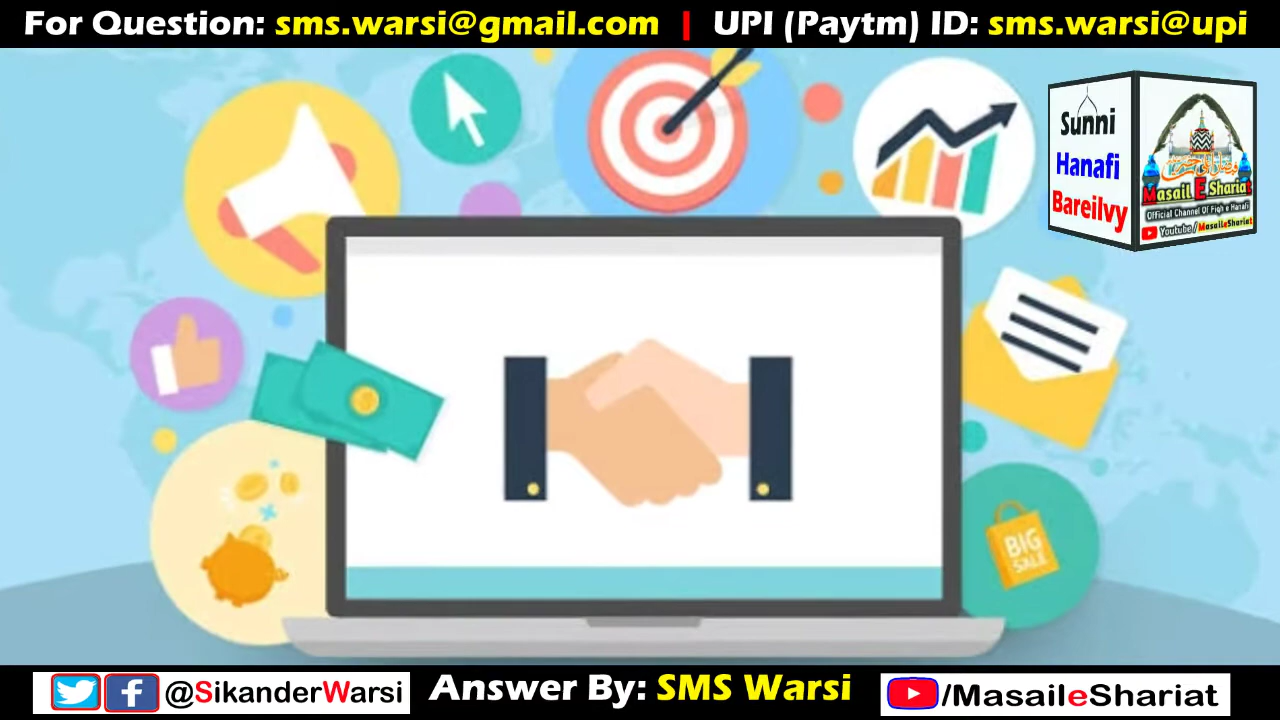 For Question: sms.warsi@gmail.com | UPI (Paytm) ID: sms.warsi@upi
Sunni
Hanafi
Bareilvy
Masail E Shariat
Official Channel Of Fiqh e Hanafi
Youtube/MasaileShariat
BIG
SALE
@SikanderWarsi
Answer By: SMS Warsi
/MasaileShariat